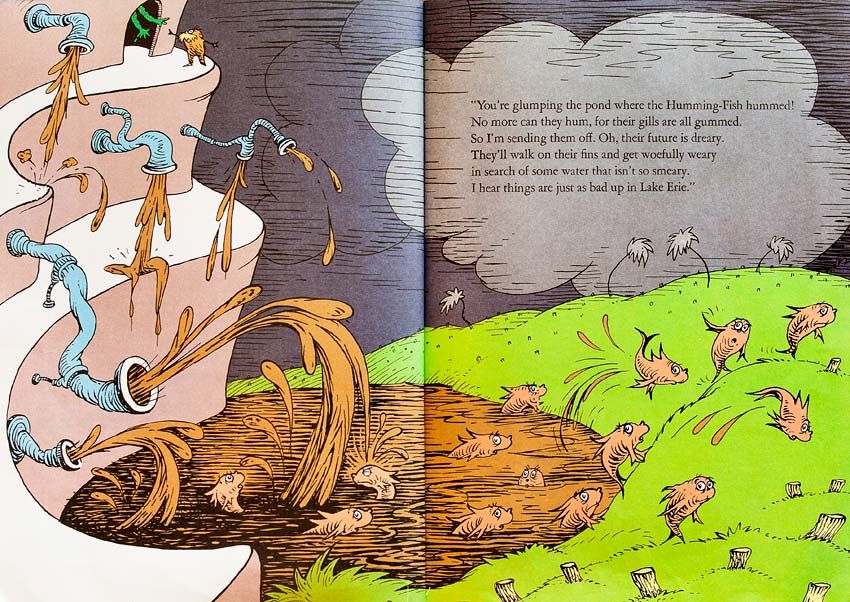 "You're glumping the pond where the Humming-Fish hummed!
No more can they hum, for their gills are all gummed.
So I'm sending them off. Oh, their future is dreary.
They'll walk on their fins and get woefully weary
in search of some water that isn't so smeary.
I hear things are just as bad up in Lake Erie."